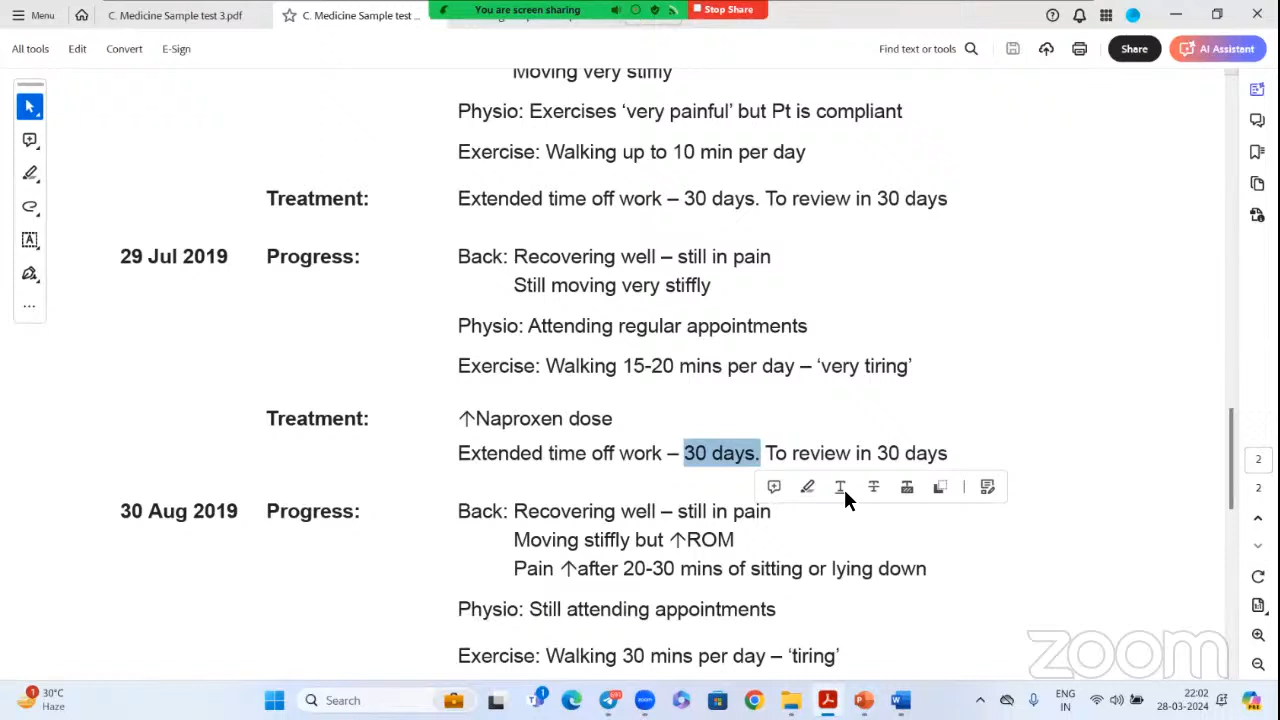 Menu
C. Medicine Sample test 3.pdf
C. Medicine Sample test ...
You are screen sharing
Stop Share
All tools
Edit
Convert
E-Sign
Find text or tools
Share
AI Assistant
Moving very stiffly
Physio: Exercises ‘very painful’ but Pt is compliant
Exercise: Walking up to 10 min per day
Treatment: Extended time off work – 30 days. To review in 30 days
29 Jul 2019 Progress: Back: Recovering well – still in pain
Still moving very stiffly
Physio: Attending regular appointments
Exercise: Walking 15-20 mins per day – ‘very tiring’
Treatment: ↑Naproxen dose
Extended time off work – 30 days. To review in 30 days
2
2
30 Aug 2019 Progress: Back: Recovering well – still in pain
Moving stiffly but ↑ROM
Pain ↑after 20-30 mins of sitting or lying down
Physio: Still attending appointments
Exercise: Walking 30 mins per day – ‘tiring’
zoom
1
30°C
Haze
Search
1
ENG
IN
22:02
28-03-2024